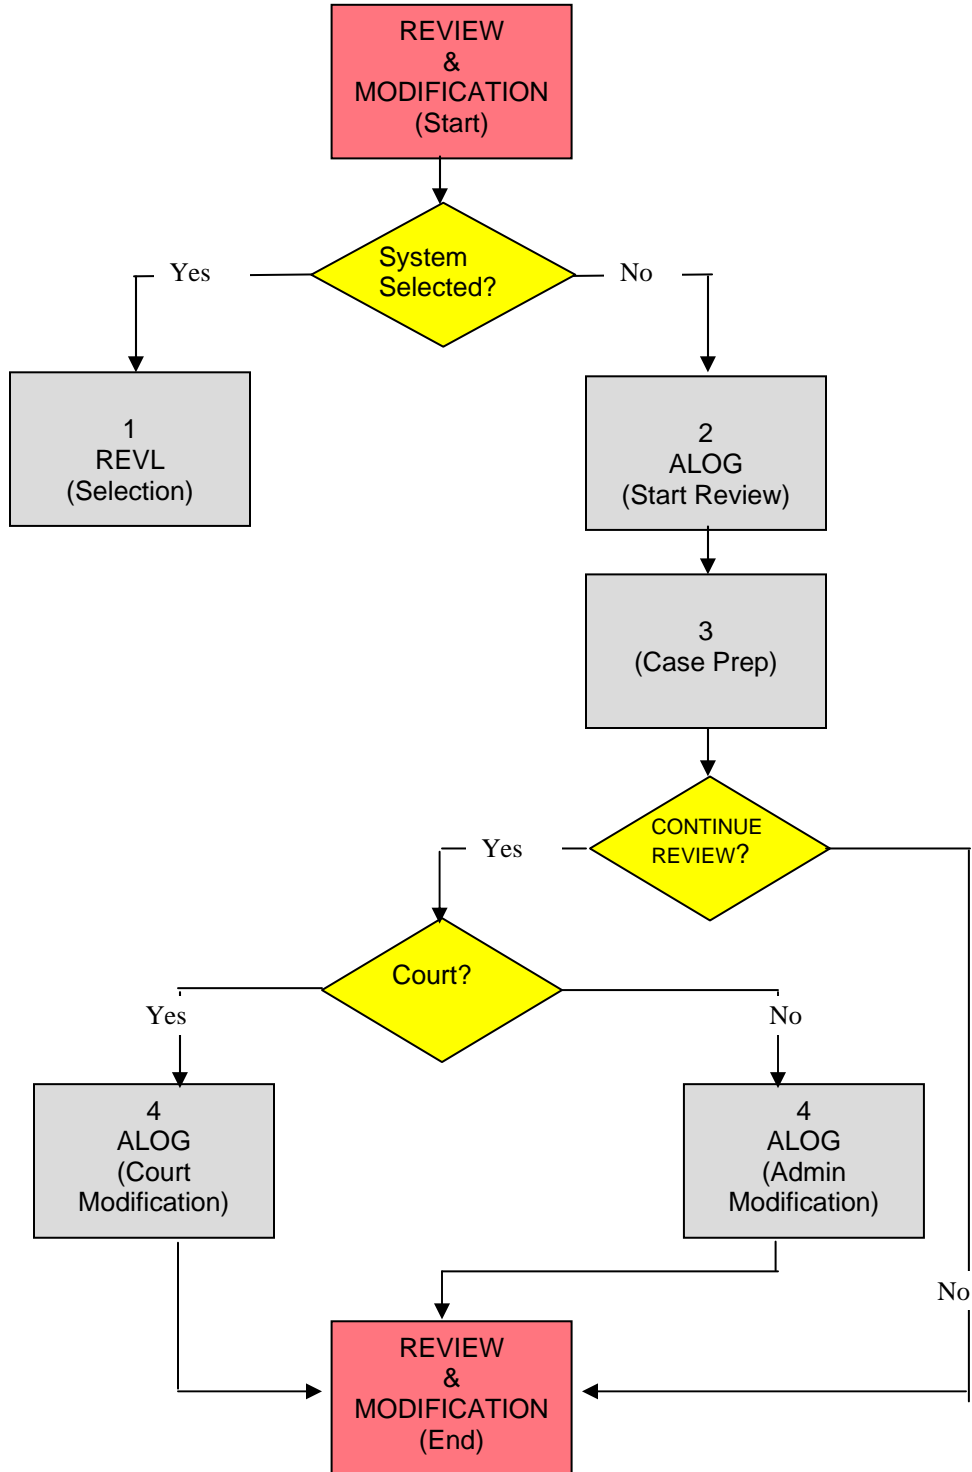 REVIEW
&
MODIFICATION
(Start)
System
Selected?
Yes
No
1
REVL
(Selection)
2
ALOG
(Start Review)
3
(Case Prep)
CONTINUE
REVIEW?
Yes
Court?
Yes
No
4
ALOG
(Court
Modification)
4
ALOG
(Admin
Modification)
No
REVIEW
&
MODIFICATION
(End)